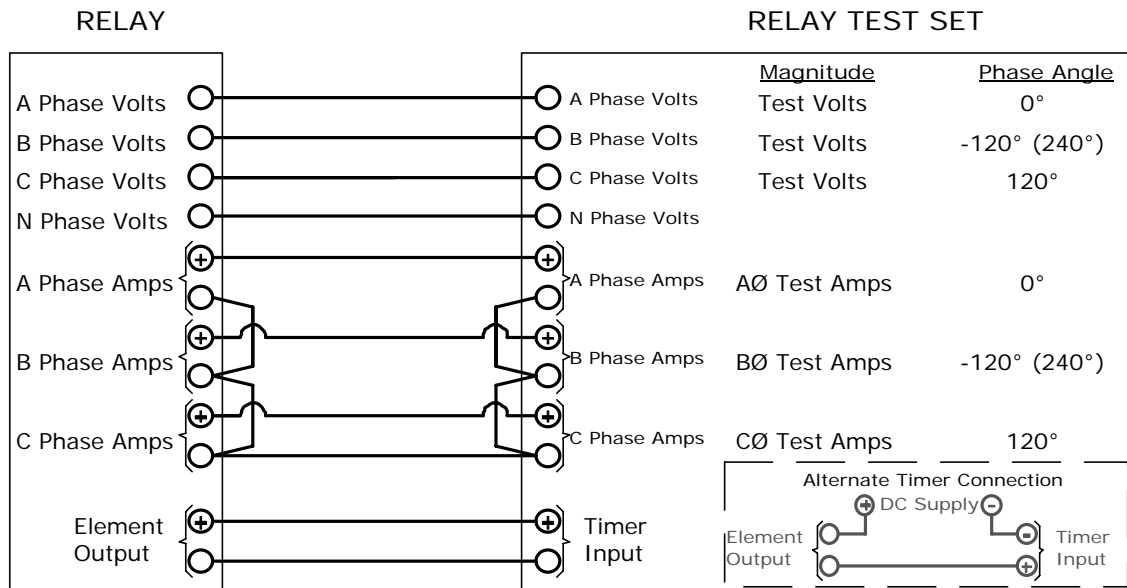 RELAY
RELAY TEST SET
Magnitude Phase Angle
A Phase Volts A Phase Volts Test Volts 0°
B Phase Volts B Phase Volts Test Volts -120° (240°)
C Phase Volts C Phase Volts Test Volts 120°
N Phase Volts N Phase Volts
+ +
A Phase Amps A Phase Amps AØ Test Amps 0°
+ +
B Phase Amps B Phase Amps BØ Test Amps -120° (240°)
+ +
C Phase Amps C Phase Amps CØ Test Amps 120°
+ +
Element Output
Timer Input
Alternate Timer Connection
+ DC Supply -
Element Output
- +
Timer Input